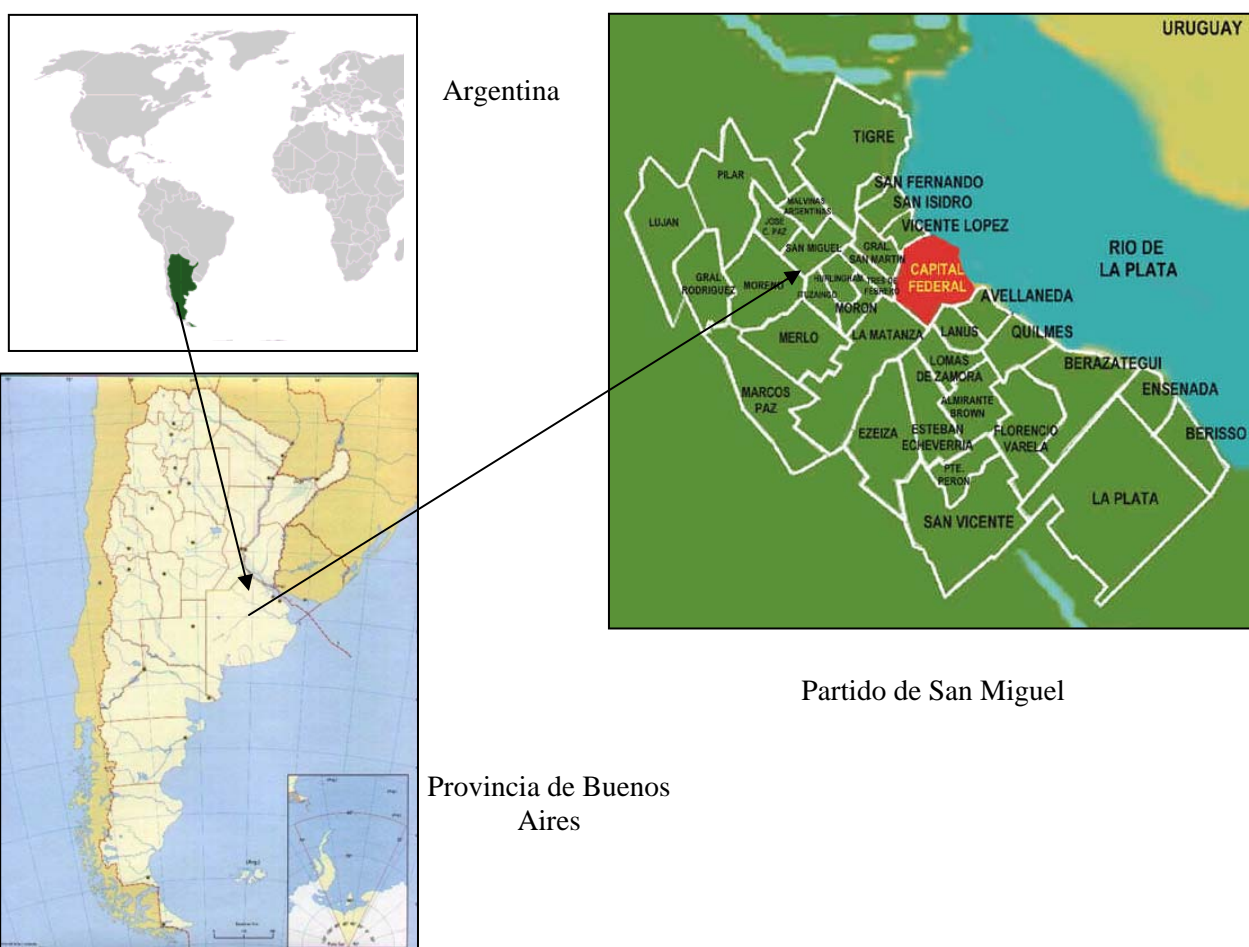 Argentina
URUGUAY
TIGRE
PILAR
SAN FERNANDO
SAN ISIDRO
MALVINAS
ARGENTINAS
LUJAN
JOSE
C. PAZ
VICENTE LOPEZ
SAN MIGUEL
GRAL.
SAN MARTIN
RIO DE
LA PLATA
CAPITAL
FEDERAL
GRAL
RODRIGUEZ
MORENO
HURLINGHAM
TRES DE
FEBRERO
ITUZAINGO
MORON
AVELLANEDA
MERLO
LA MATANZA
LANUS
QUILMES
LOMAS
DE ZAMORA
BERAZATEGUI
ENSENADA
MARCOS
PAZ
ALMIRANTE
BROWN
EZEIZA
ESTEBAN
ECHEVERRIA
FLORENCIO
VARELA
BERISSO
PTE.
PERON
LA PLATA
SAN VICENTE
Partido de San Miguel
Provincia de Buenos
Aires
(Arg.)